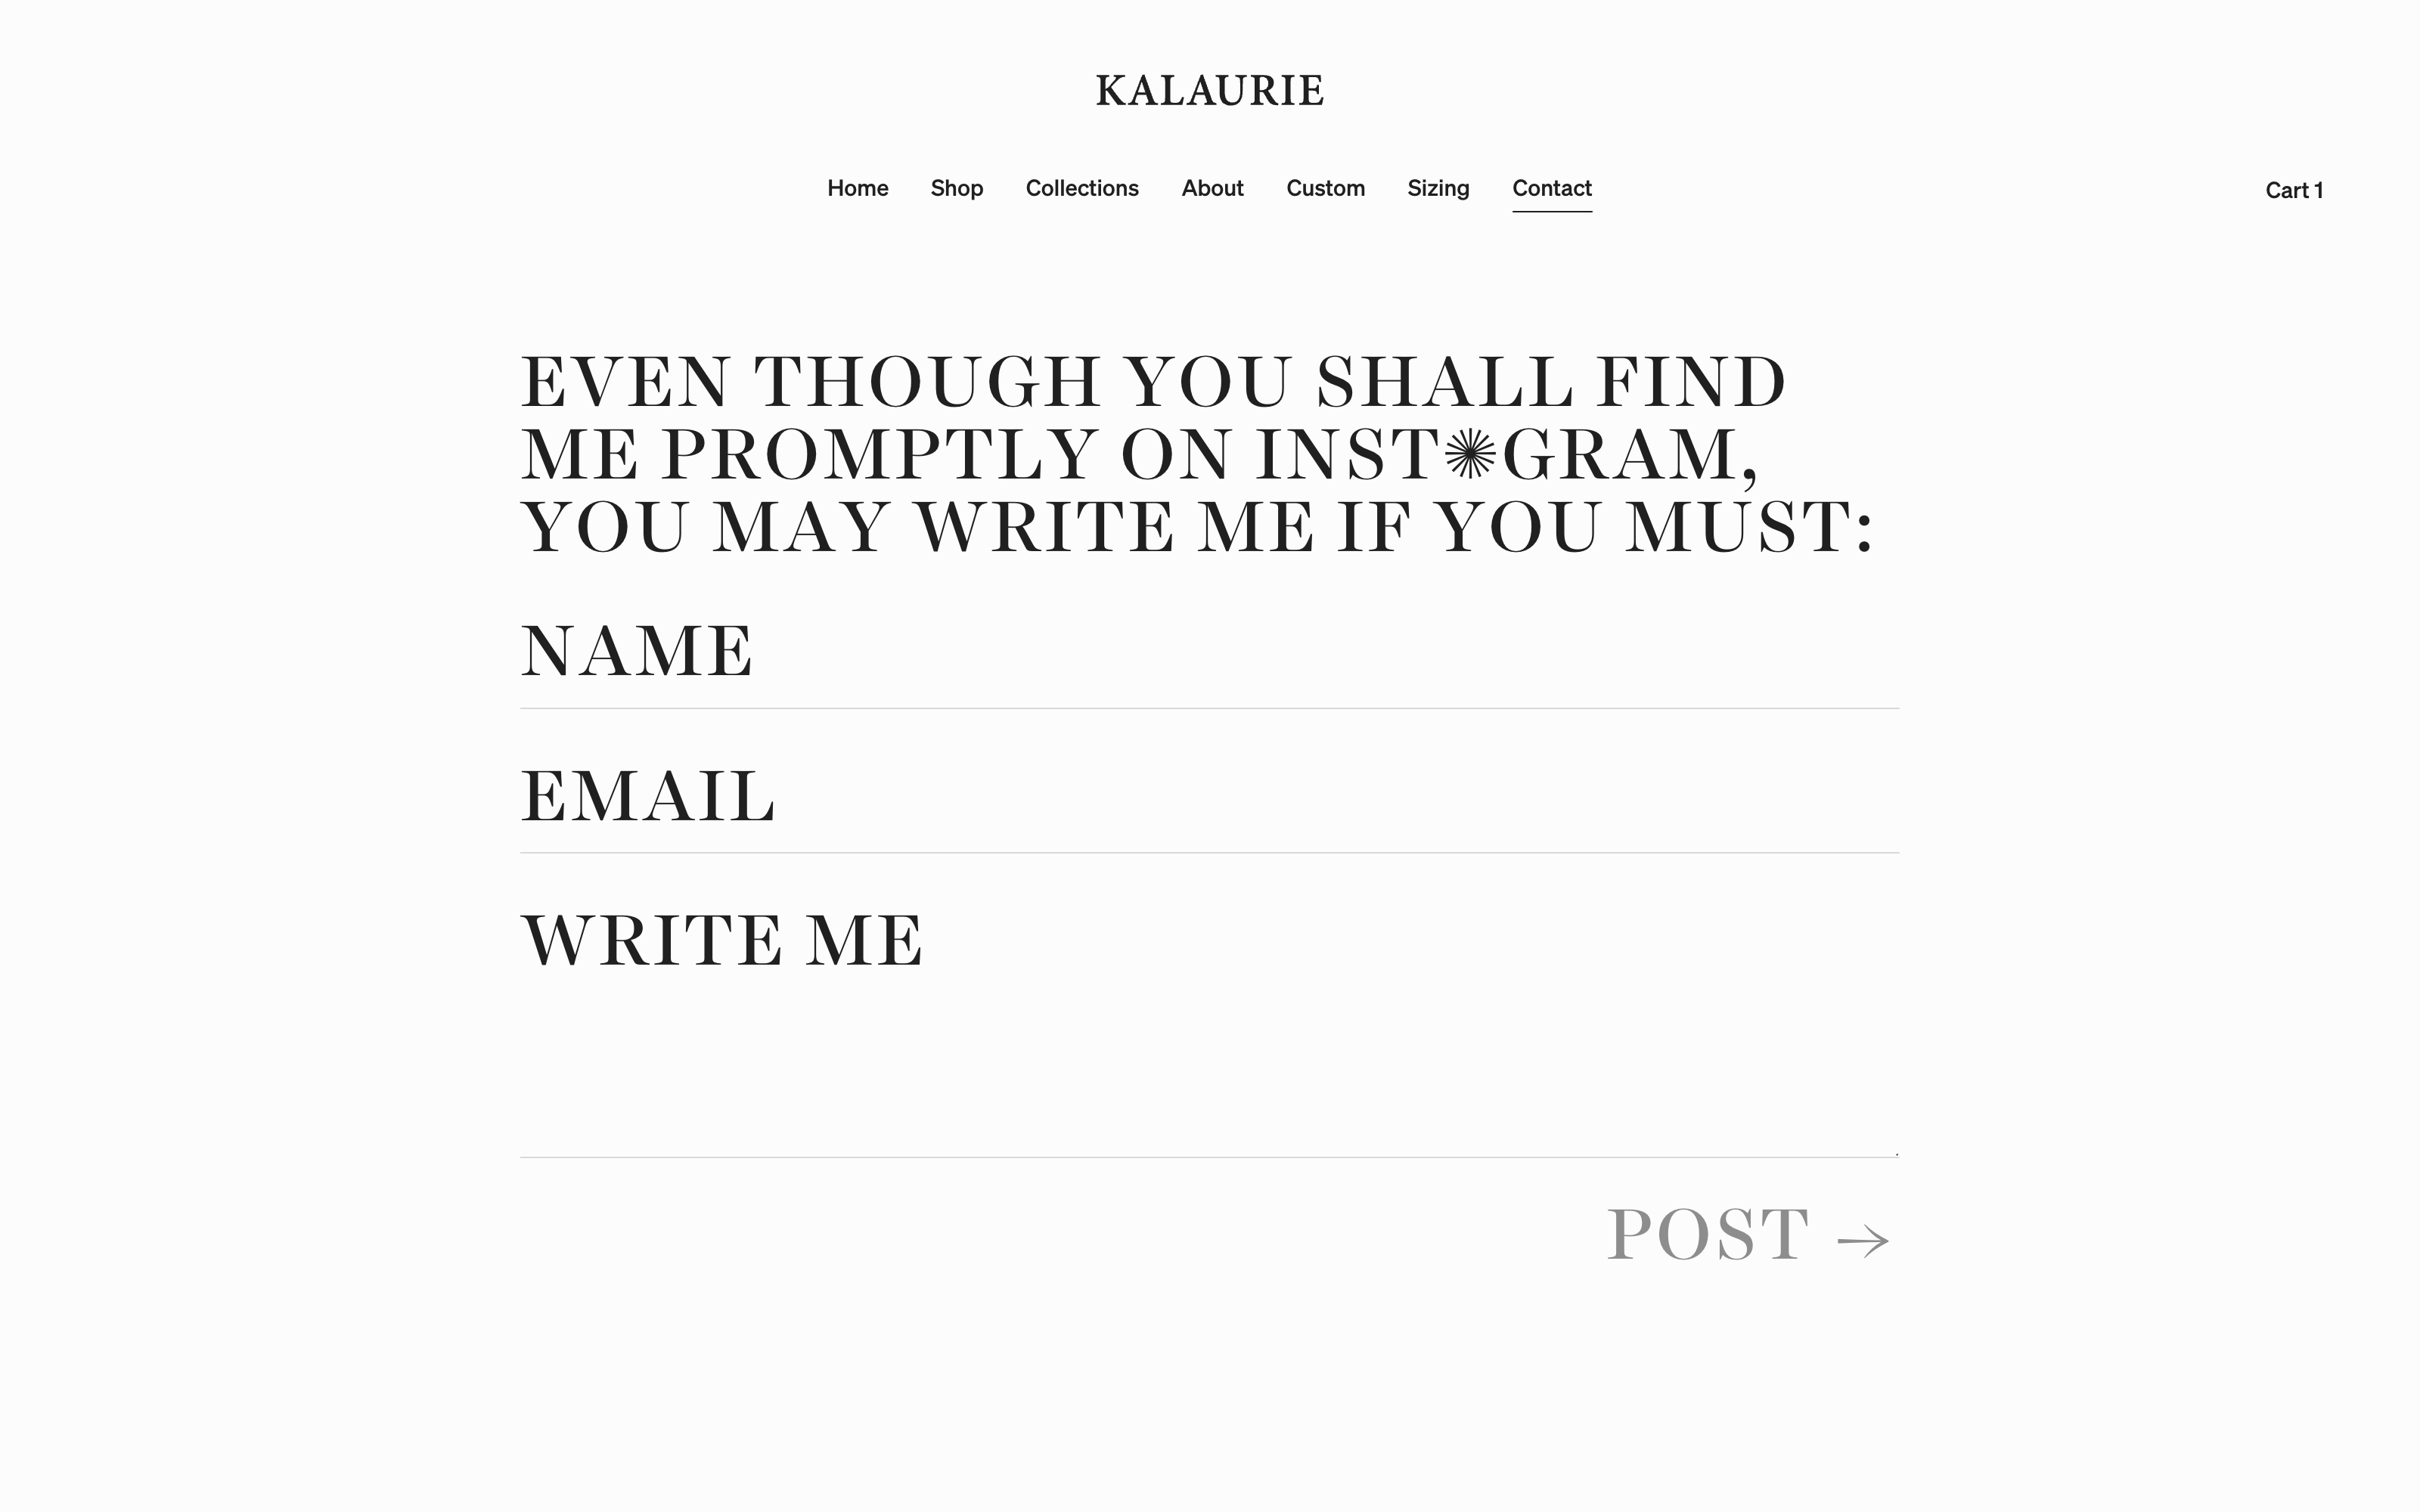 KALAURIE
Home Shop Collections About Custom Sizing Contact Cart 1
EVEN THOUGH YOU SHALL FIND
ME PROMPTLY ON INST✺GRAM,
YOU MAY WRITE ME IF YOU MUST:
NAME
EMAIL
WRITE ME
POST →